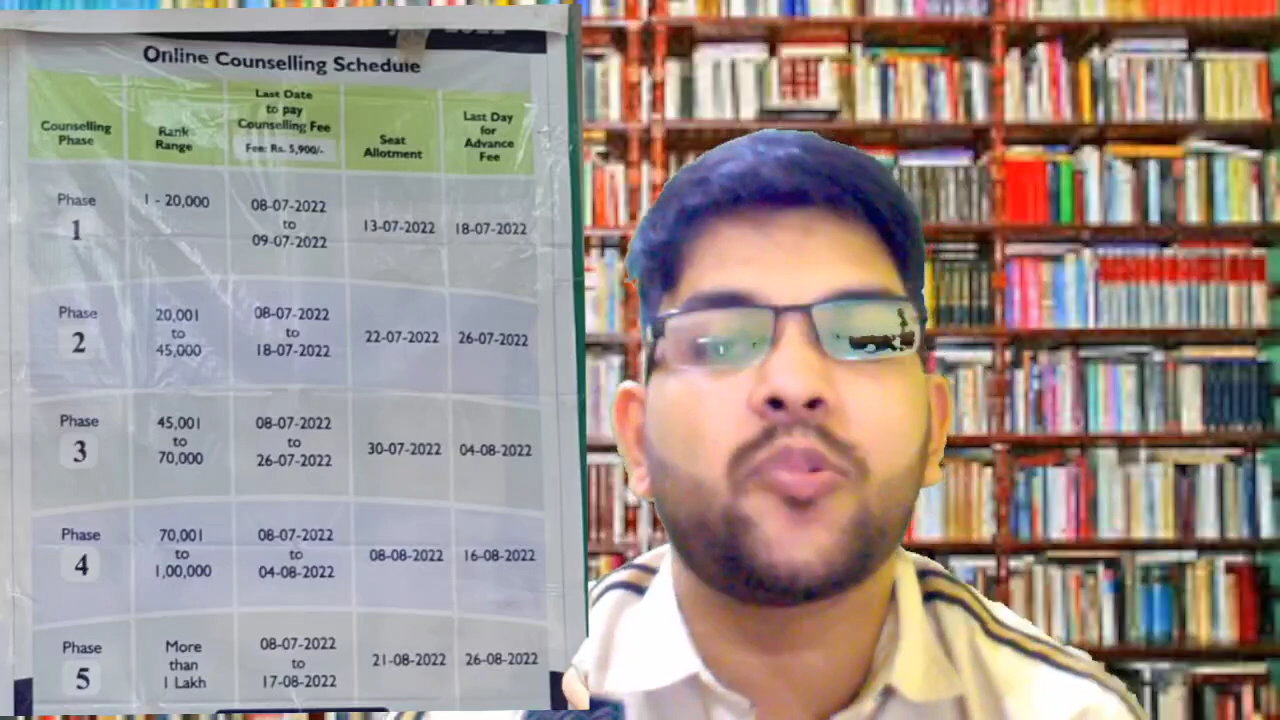 Online Counselling Schedule
Counselling Phase
Rank Range
Last Date to pay Counselling Fee
Fee: Rs. 5,900/-
Seat Allotment
Last Day for Advance Fee
Phase 1
1 - 20,000
08-07-2022 to 09-07-2022
13-07-2022
18-07-2022
Phase 2
20,001 to 45,000
08-07-2022 to 18-07-2022
22-07-2022
26-07-2022
Phase 3
45,001 to 70,000
08-07-2022 to 26-07-2022
30-07-2022
04-08-2022
Phase 4
70,001 to 1,00,000
08-07-2022 to 04-08-2022
08-08-2022
16-08-2022
Phase 5
More than 1 Lakh
08-07-2022 to 17-08-2022
21-08-2022
26-08-2022